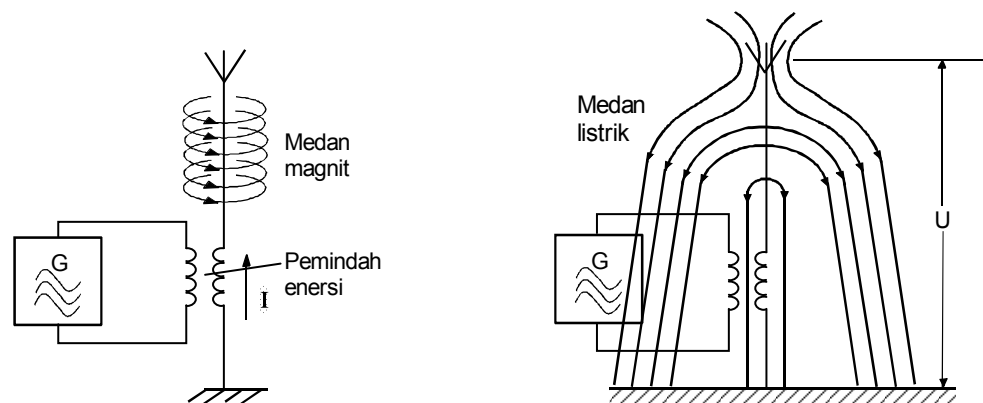 Medan
magnit
G
Pemindah
enersi
I
Medan
listrik
G
U